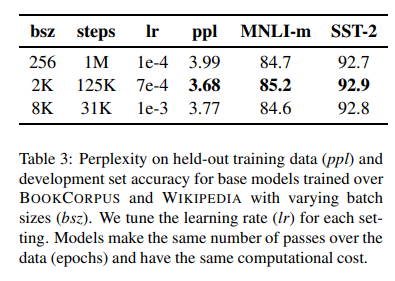 bsz steps lr ppl MNLI-m SST-2
256 1M 1e-4 3.99 84.7 92.7
2K 125K 7e-4 3.68 85.2 92.9
8K 31K 1e-3 3.77 84.6 92.8
Table 3: Perplexity on held-out training data (ppl) and
development set accuracy for base models trained over
BOOKCORPUS and WIKIPEDIA with varying batch
sizes (bsz). We tune the learning rate (lr) for each set-
ting. Models make the same number of passes over the
data (epochs) and have the same computational cost.